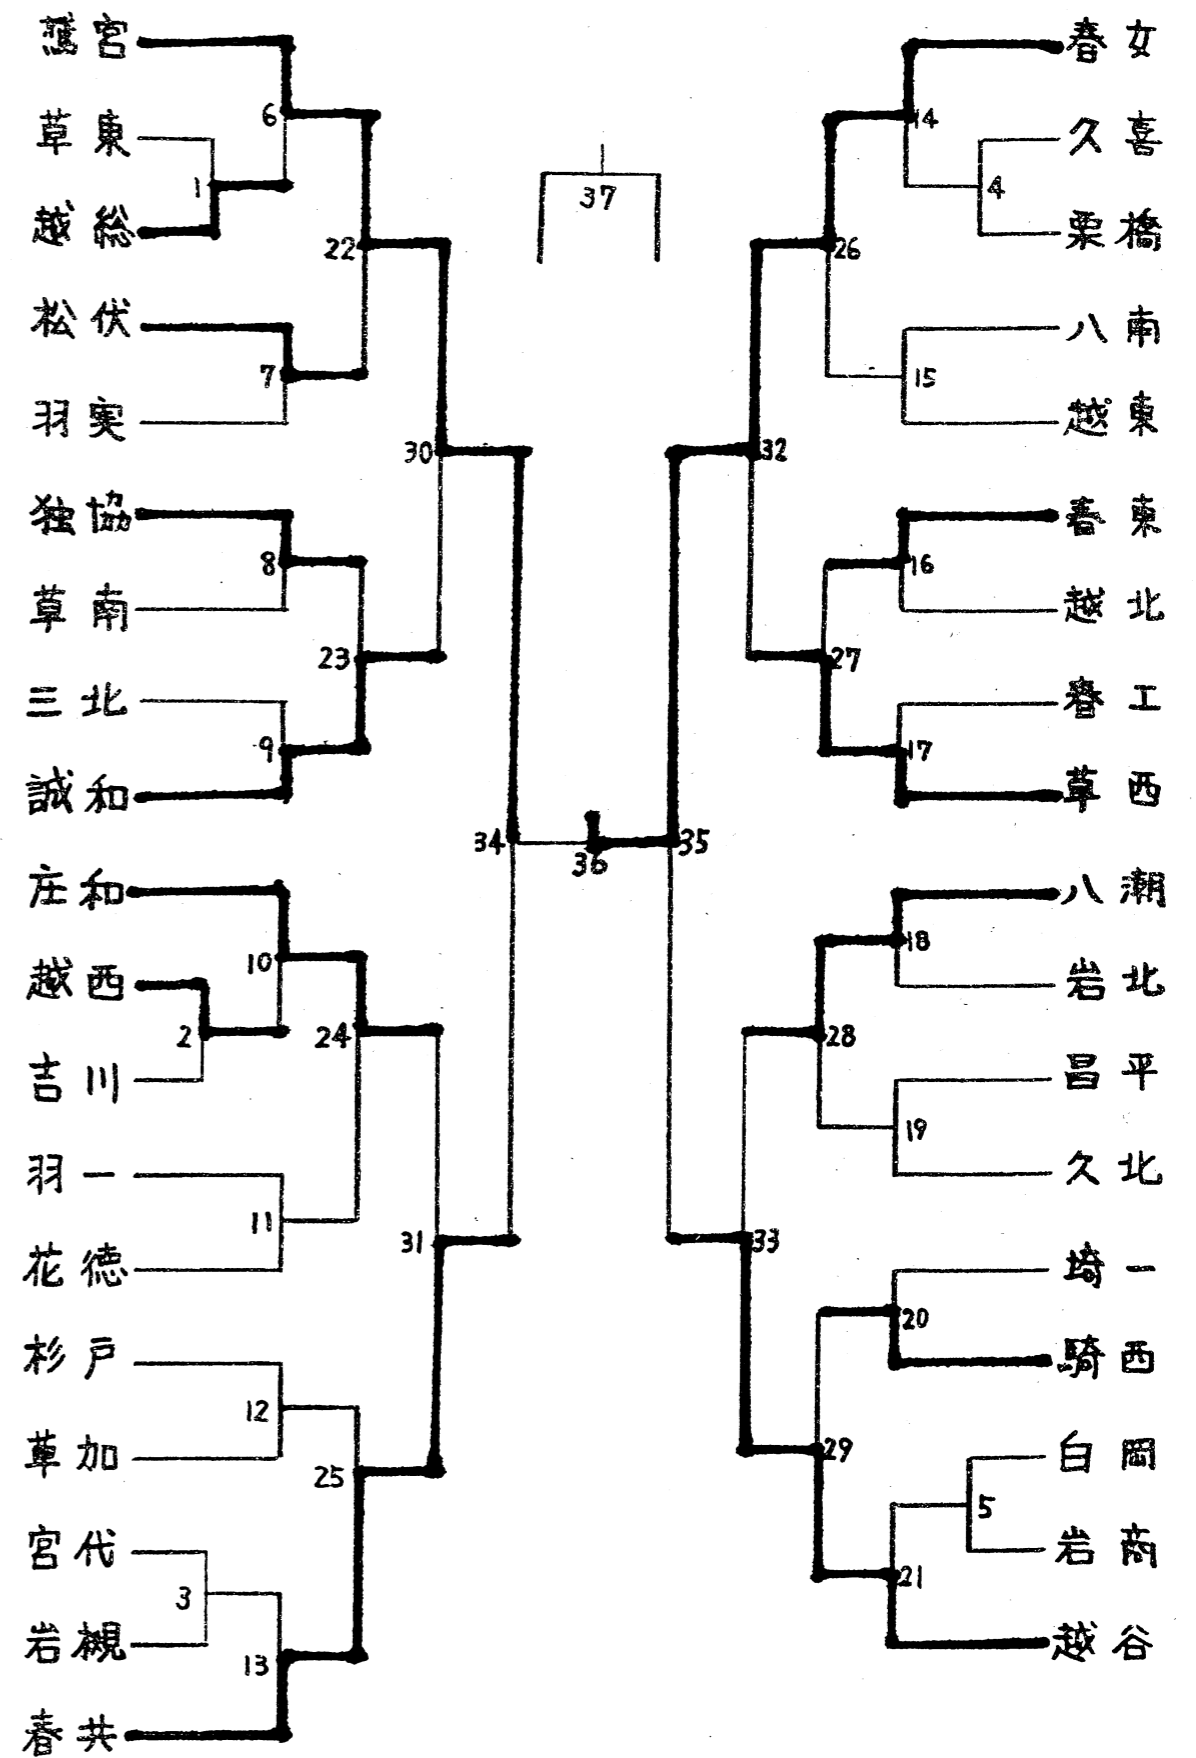 鷲宮
草東
越総
松伏
羽実
独協
草南
三北
誠和
庄和
越西
吉川
羽一
花徳
杉戸
草加
宮代
岩槻
春共
6
1
22
7
30
8
23
9
34
10
2
24
11
31
12
25
3
13
37
36
春女
久喜
栗橋
八南
越東
春東
越北
春工
草西
八潮
岩北
昌平
久北
埼一
騎西
白岡
岩商
越谷
14
4
26
15
32
16
27
17
35
18
28
19
33
20
29
5
21